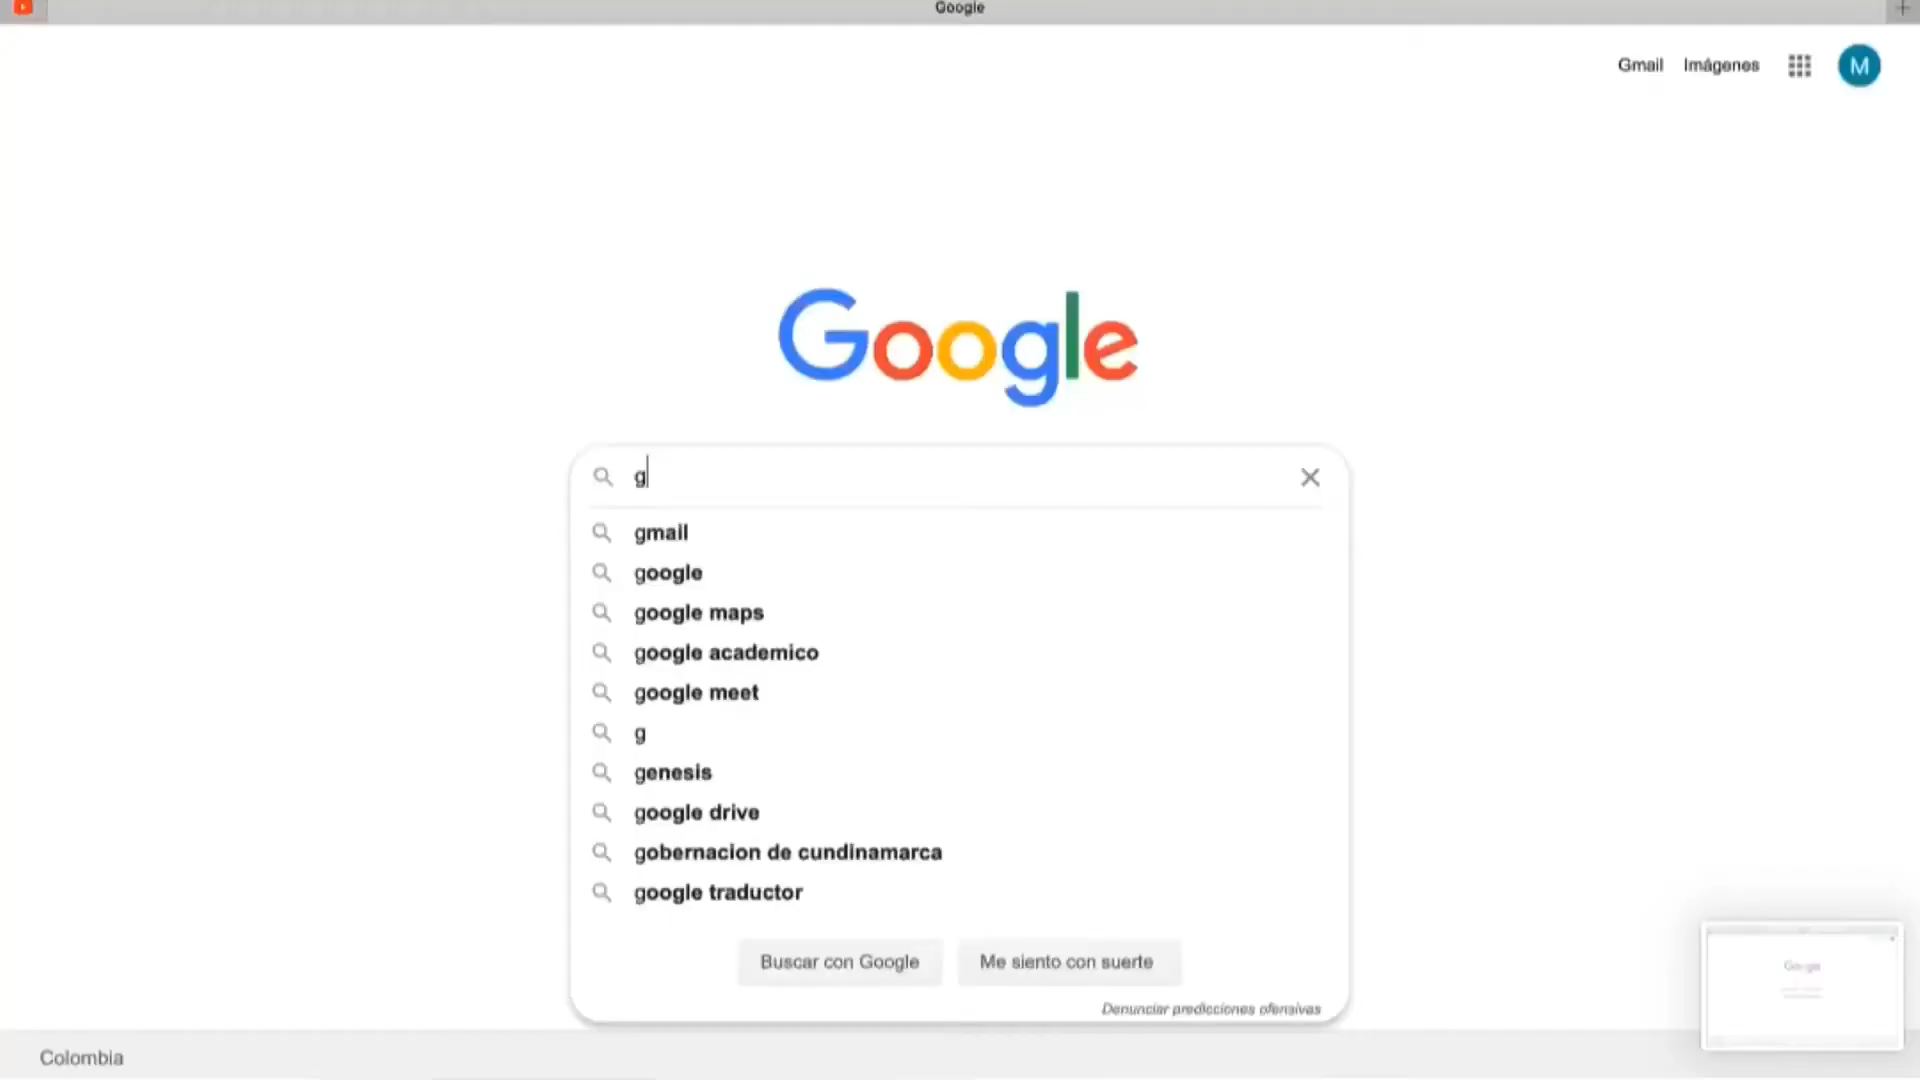 Google
Gmail Imágenes M
Google
g
gmail
google
google maps
google academico
google meet
g
genesis
google drive
gobernacion de cundinamarca
google traductor
Buscar con Google Me siento con suerte
Denunciar predicciones ofensivas
Google
Colombia